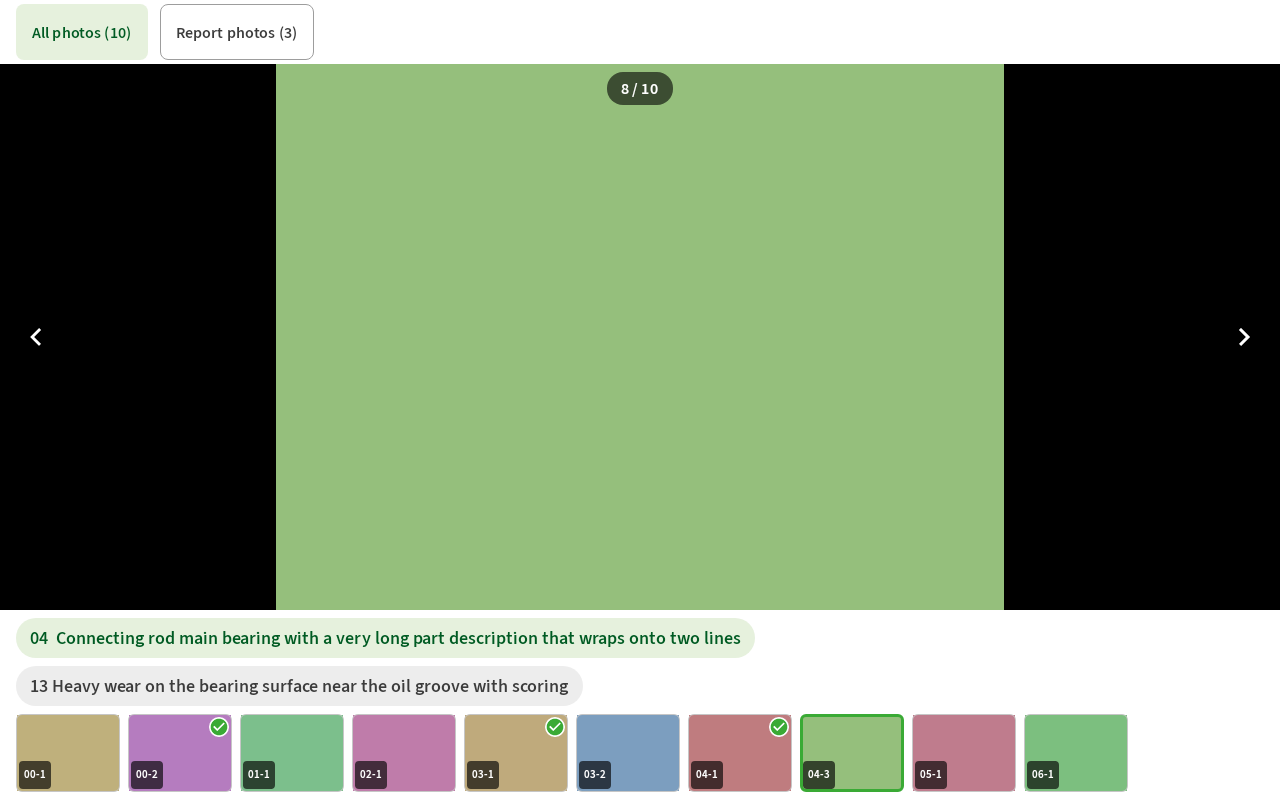 All photos (10)
Report photos (3)
8 / 10
04 Connecting rod main bearing with a very long part description that wraps onto two lines
13 Heavy wear on the bearing surface near the oil groove with scoring
00-1
00-2
01-1
02-1
03-1
03-2
04-1
04-3
05-1
06-1